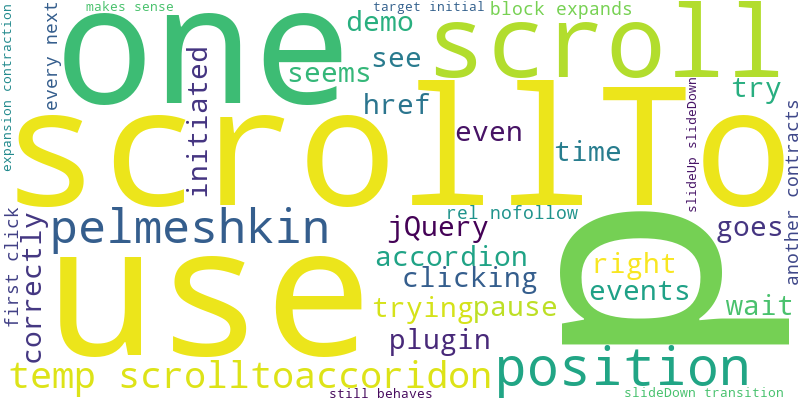 makes sense
target initial
block expands
one
demo
scroll
every next
expansion contraction
seems
see
href
try
initiated
scrollTo
even
time
slideUp slideDown
another contracts
first click
correctly
pelmeshkin
jQuery
rel nofollow
goes
use
accordion
clicking
p
right
events
trying
pause
wait
plugin
position
temp scrolltoaccoridon
still behaves
slideDown transition